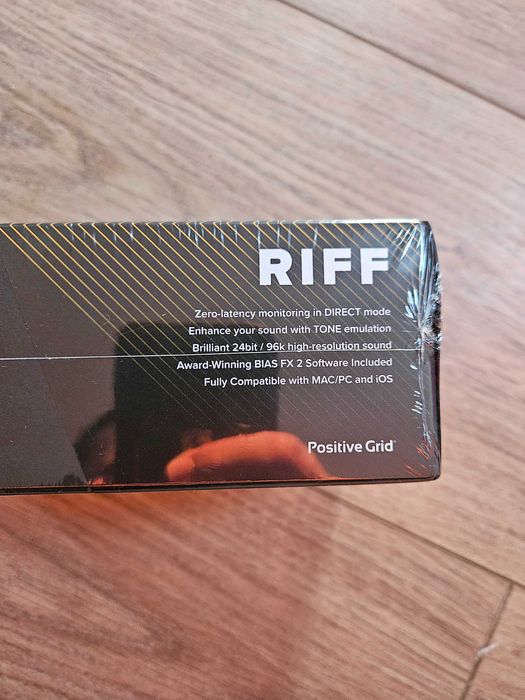 RIFF
Zero-latency monitoring in DIRECT mode
Enhance your sound with TONE emulation
Brilliant 24bit / 96k high-resolution sound
Award-Winning BIAS FX 2 Software Included
Fully Compatible with MAC/PC and iOS
Positive Grid